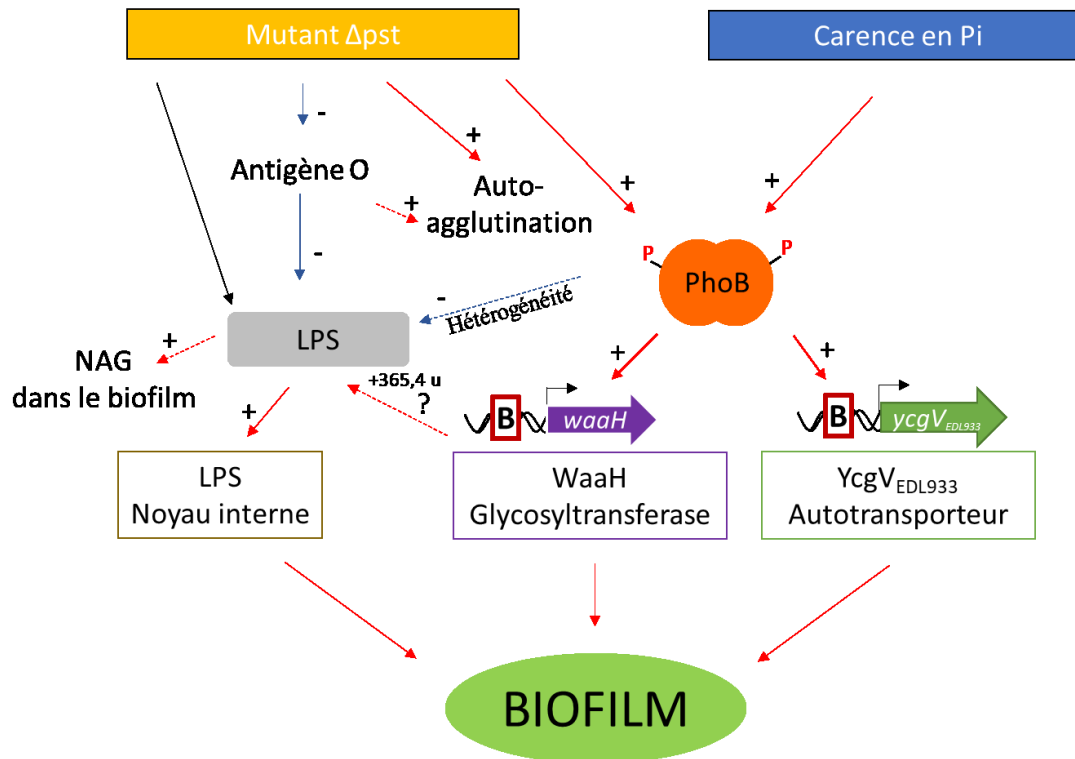 Mutant Δpst
Carence en Pi
-
+
+
+
Antigène O
Auto-
agglutination
+
-
P
P
PhoB
-
Hétérogénéité
+
LPS
NAG
dans le biofilm
+
+
+365,4 u
?
+
B
waaH
B
ycgV EDL933
LPS
Noyau interne
WaaH
Glycosyltransferase
YcgV EDL933
Autotransporteur
BIOFILM